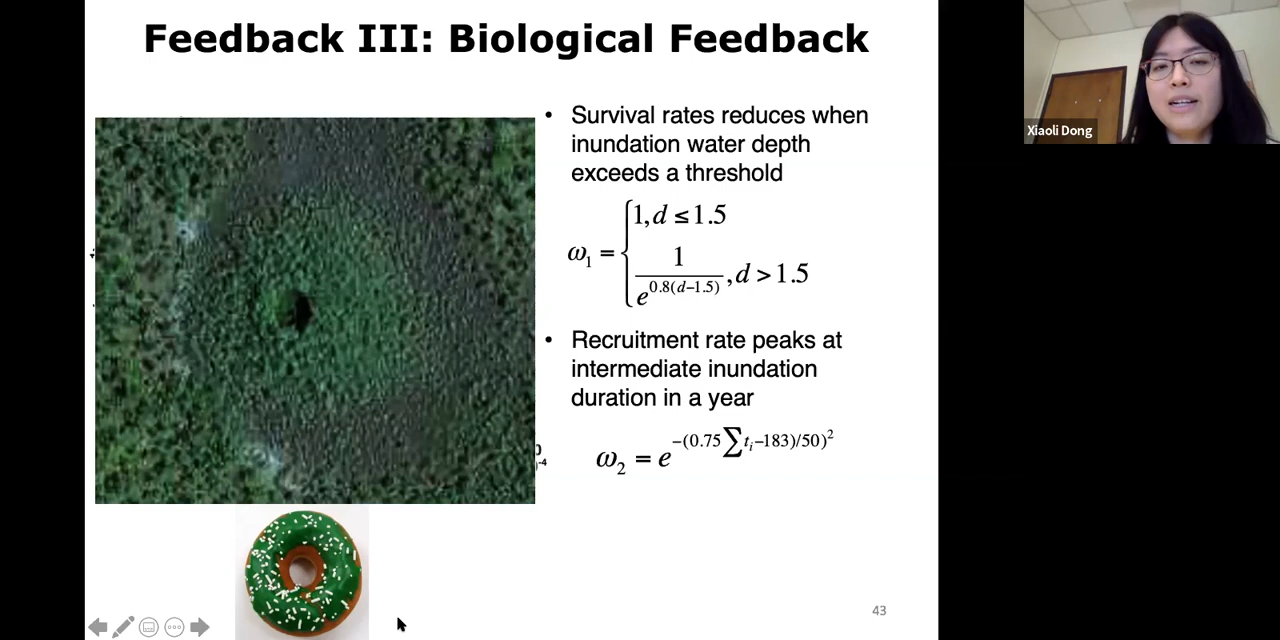 Feedback III: Biological Feedback
Xiaoli Dong
• Survival rates reduces when
inundation water depth
exceeds a threshold
ω₁ = { 1, d ≤ 1.5
1 / e^{0.8(d−1.5)}, d > 1.5
• Recruitment rate peaks at
intermediate inundation
duration in a year
ω₂ = e^{−(0.75∑tᵢ−183)/50)²}
43